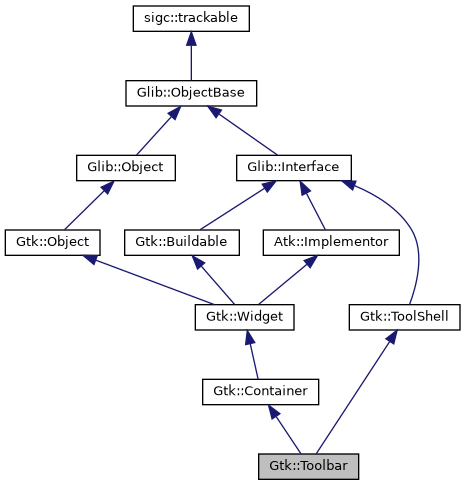 sigc::trackable
Glib::ObjectBase
Glib::Object
Glib::Interface
Gtk::Object
Gtk::Buildable
Atk::Implementor
Gtk::Widget
Gtk::ToolShell
Gtk::Container
Gtk::Toolbar